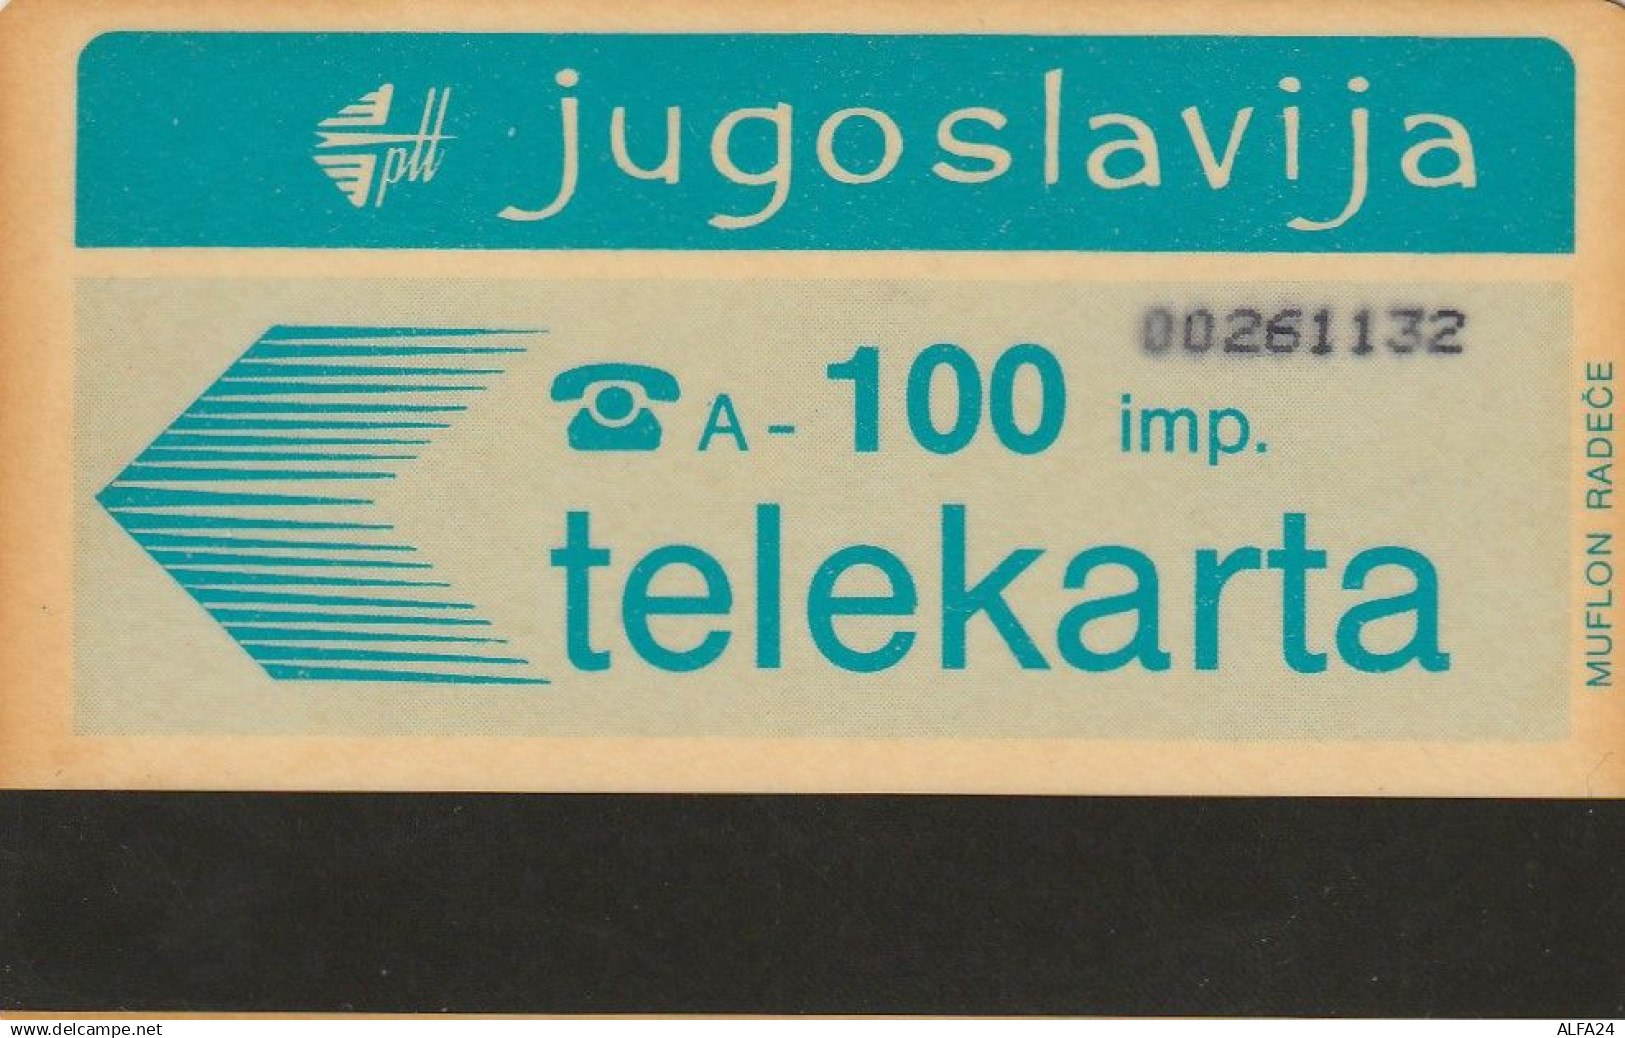 ptt jugoslavija
00261132
A - 100 imp.
telekarta
MUFLON RADEČE
www.delcampe.net
ALFA24